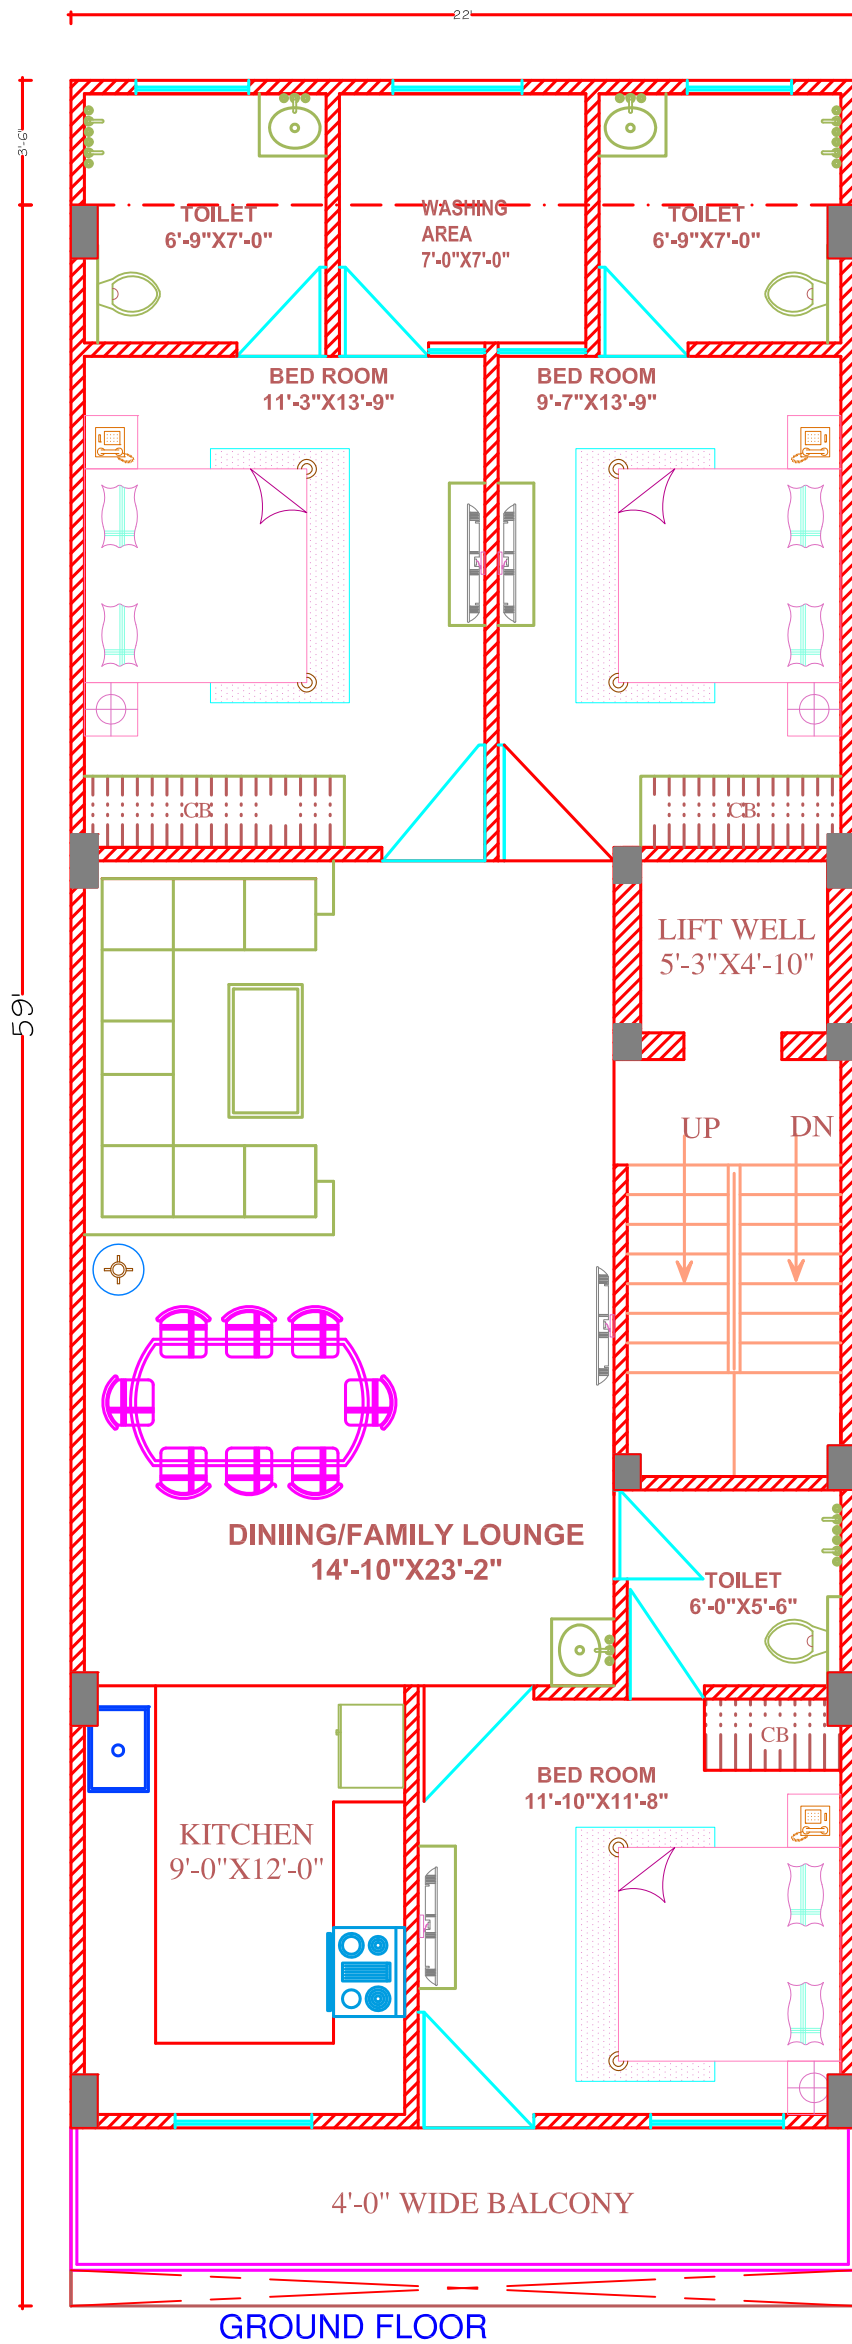 22'
3'-6"
TOILET
6'-9"X7'-0"
WASHING
AREA
7'-0"X7'-0"
TOILET
6'-9"X7'-0"
BED ROOM
11'-3"X13'-9"
BED ROOM
9'-7"X13'-9"
CB
CB
LIFT WELL
5'-3"X4'-10"
59'
UP
DN
DINIING/FAMILY LOUNGE
14'-10"X23'-2"
TOILET
6'-0"X5'-6"
CB
BED ROOM
11'-10"X11'-8"
KITCHEN
9'-0"X12'-0"
4'-0" WIDE BALCONY
GROUND FLOOR